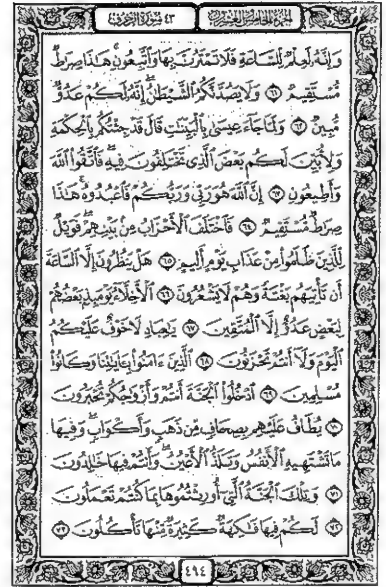 الجزء الخامس والعشرون ٤٣ سورة الزخرف
وَإِنَّهُۥ لَعِلْمٌ لِّلسَّاعَةِ فَلَا تَمْتَرُنَّ بِهَا وَٱتَّبِعُونِ ۚ هَٰذَا صِرَٰطٌ
مُّسْتَقِيمٌ ٦١ وَلَا يَصُدَّنَّكُمُ ٱلشَّيْطَٰنُ ۖ إِنَّهُۥ لَكُمْ عَدُوٌّ
مُّبِينٌ ٦٢ وَلَمَّا جَآءَ عِيسَىٰ بِٱلْبَيِّنَٰتِ قَالَ قَدْ جِئْتُكُم بِٱلْحِكْمَةِ
وَلِأُبَيِّنَ لَكُم بَعْضَ ٱلَّذِى تَخْتَلِفُونَ فِيهِ ۖ فَٱتَّقُوا۟ ٱللَّهَ
وَأَطِيعُونِ ٦٣ إِنَّ ٱللَّهَ هُوَ رَبِّى وَرَبُّكُمْ فَٱعْبُدُوهُ ۚ هَٰذَا
صِرَٰطٌ مُّسْتَقِيمٌ ٦٤ فَٱخْتَلَفَ ٱلْأَحْزَابُ مِنۢ بَيْنِهِمْ ۖ فَوَيْلٌ
لِّلَّذِينَ ظَلَمُوا۟ مِنْ عَذَابِ يَوْمٍ أَلِيمٍ ٦٥ هَلْ يَنظُرُونَ إِلَّا ٱلسَّاعَةَ
أَن تَأْتِيَهُم بَغْتَةً وَهُمْ لَا يَشْعُرُونَ ٦٦ ٱلْأَخِلَّآءُ يَوْمَئِذٍۭ بَعْضُهُمْ
لِبَعْضٍ عَدُوٌّ إِلَّا ٱلْمُتَّقِينَ ٦٧ يَٰعِبَادِ لَا خَوْفٌ عَلَيْكُمُ
ٱلْيَوْمَ وَلَآ أَنتُمْ تَحْزَنُونَ ٦٨ ٱلَّذِينَ ءَامَنُوا۟ بِـَٔايَٰتِنَا وَكَانُوا۟
مُسْلِمِينَ ٦٩ ٱدْخُلُوا۟ ٱلْجَنَّةَ أَنتُمْ وَأَزْوَٰجُكُمْ تُحْبَرُونَ
٧٠ يُطَافُ عَلَيْهِم بِصِحَافٍ مِّن ذَهَبٍ وَأَكْوَابٍ ۖ وَفِيهَا
مَا تَشْتَهِيهِ ٱلْأَنفُسُ وَتَلَذُّ ٱلْأَعْيُنُ ۖ وَأَنتُمْ فِيهَا خَٰلِدُونَ
٧١ وَتِلْكَ ٱلْجَنَّةُ ٱلَّتِىٓ أُورِثْتُمُوهَا بِمَا كُنتُمْ تَعْمَلُونَ
٧٢ لَكُمْ فِيهَا فَٰكِهَةٌ كَثِيرَةٌ مِّنْهَا تَأْكُلُونَ ٧٣
٤٩٤